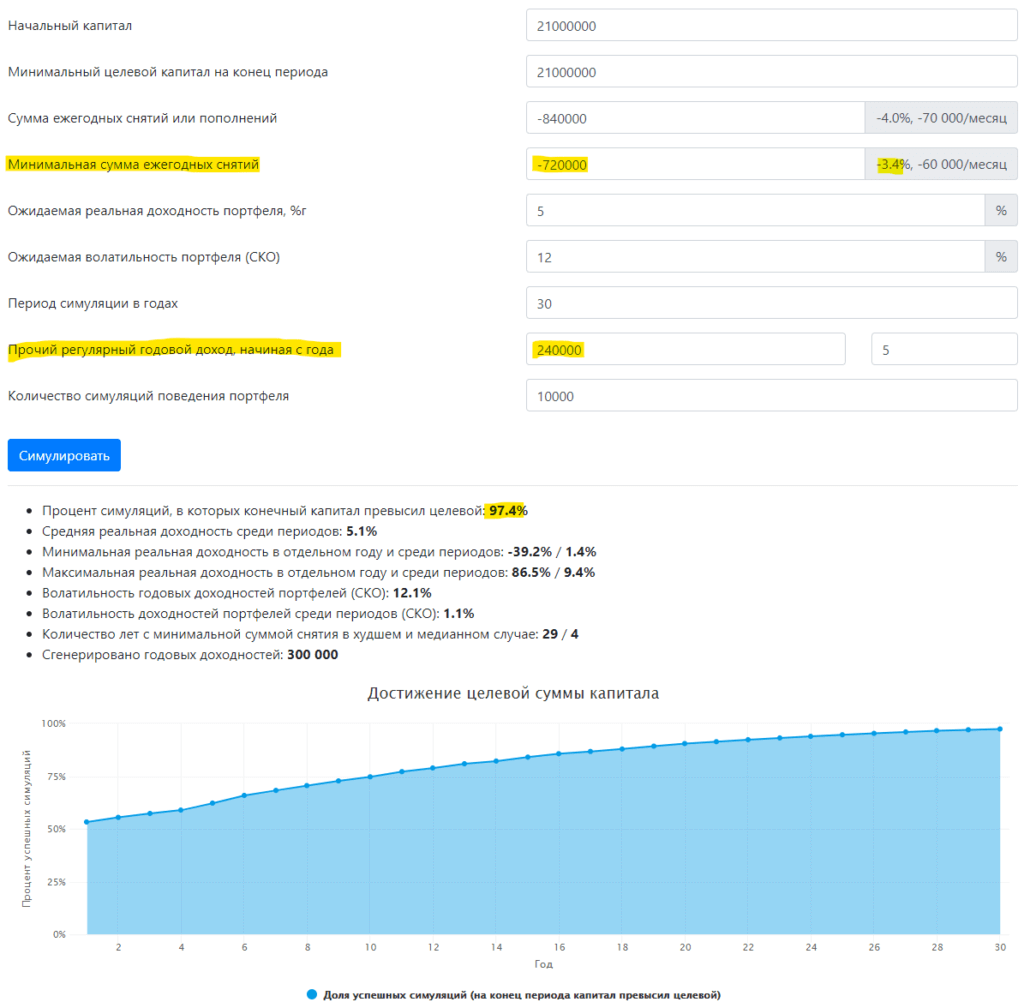 Начальный капитал 21000000
Минимальный целевой капитал на конец периода 21000000
Сумма ежегодных снятий или пополнений -840000 -4.0%, -70 000/месяц
Минимальная сумма ежегодных снятий -720000 -3.4%, -60 000/месяц
Ожидаемая реальная доходность портфеля, %г 5 %
Ожидаемая волатильность портфеля (СКО) 12 %
Период симуляции в годах 30
Прочий регулярный годовой доход, начиная с года 240000 5
Количество симуляций поведения портфеля 10000
Симулировать
Процент симуляций, в которых конечный капитал превысил целевой: 97.4%
Средняя реальная доходность среди периодов: 5.1%
Минимальная реальная доходность в отдельном году и среди периодов: -39.2% / 1.4%
Максимальная реальная доходность в отдельном году и среди периодов: 86.5% / 9.4%
Волатильность годовых доходностей портфелей (СКО): 12.1%
Волатильность доходностей портфелей среди периодов (СКО): 1.1%
Количество лет с минимальной суммой снятия в худшем и медианном случае: 29 / 4
Сгенерировано годовых доходностей: 300 000
Достижение целевой суммы капитала
Процент успешных симуляций
100%
75%
50%
25%
0%
2 4 6 8 10 12 14 16 18 20 22 24 26 28 30
Год
Доля успешных симуляций (на конец периода капитал превысил целевой)